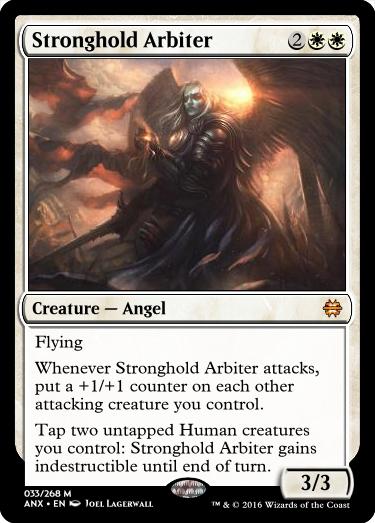 Stronghold Arbiter 2
Creature — Angel
Flying
Whenever Stronghold Arbiter attacks,
put a +1/+1 counter on each other
attacking creature you control.
Tap two untapped Human creatures
you control: Stronghold Arbiter gains
indestructible until end of turn.
3/3
033/268 M
ANX • EN Joel Lagerwall ™ & © 2016 Wizards of the Coast